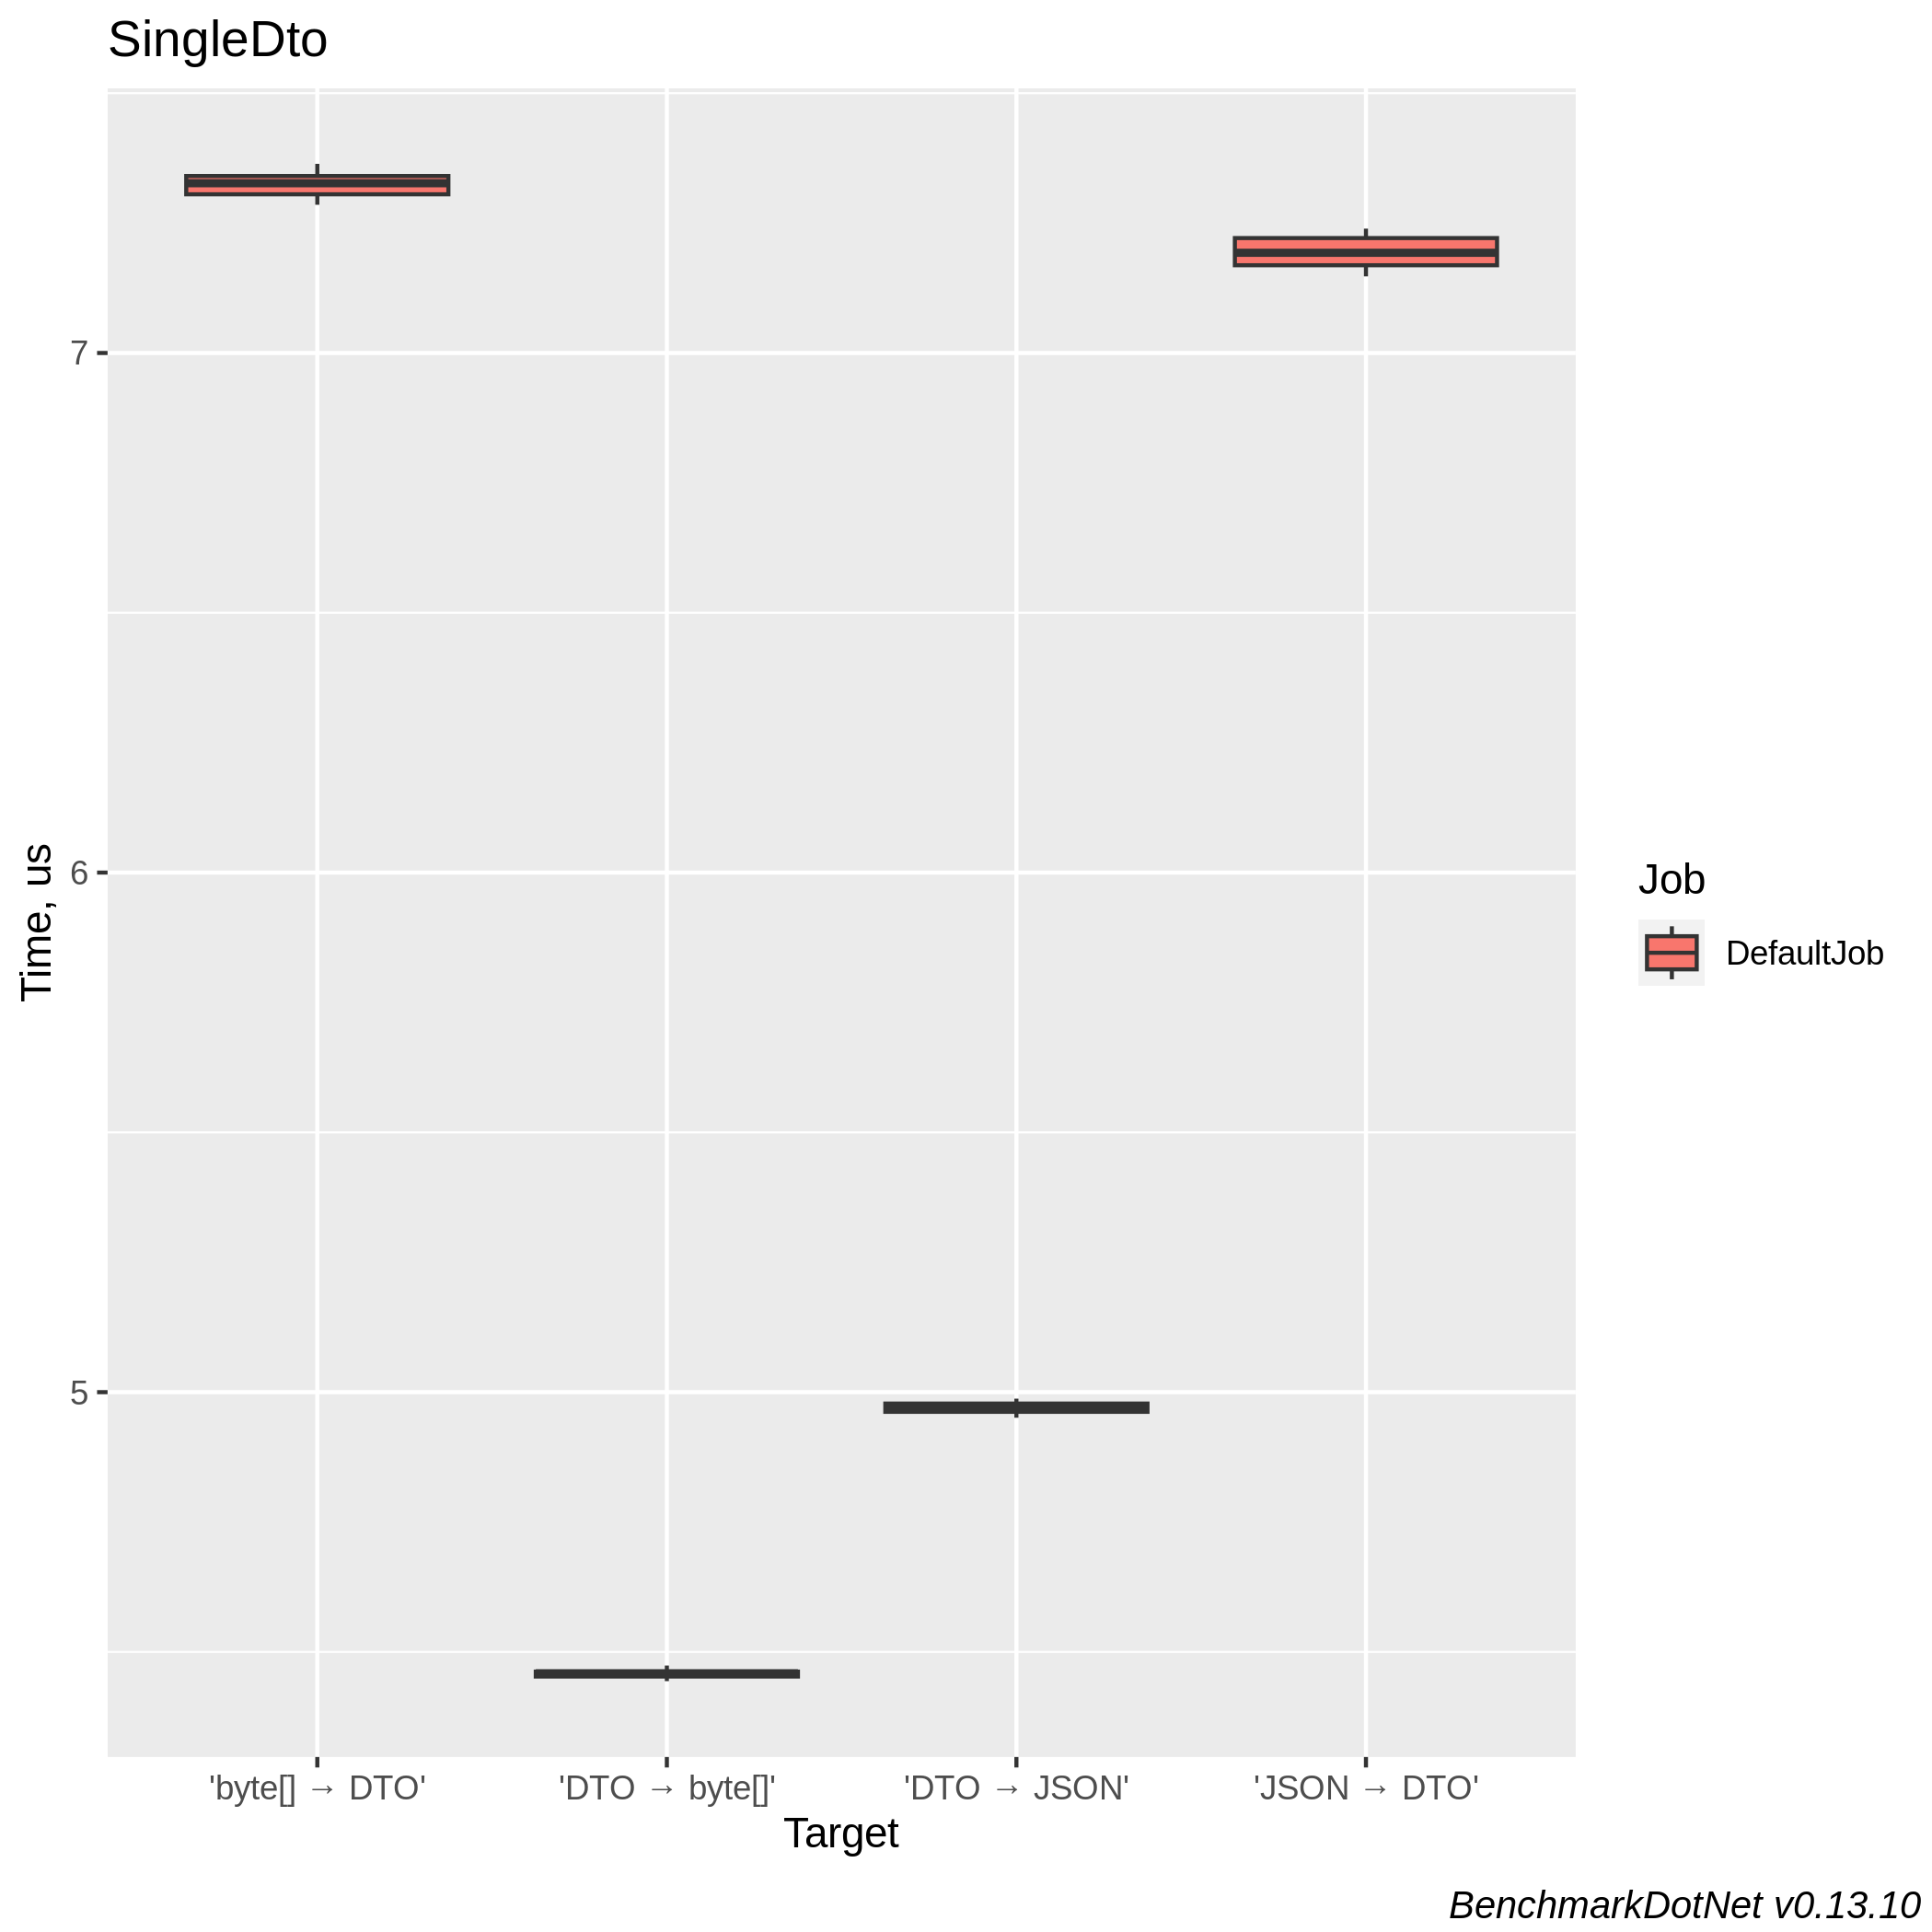 SingleDto
7
6
5
Time, us
'byte[] → DTO'
'DTO → byte[]'
'DTO → JSON'
'JSON → DTO'
Target
Job
DefaultJob
BenchmarkDotNet v0.13.10